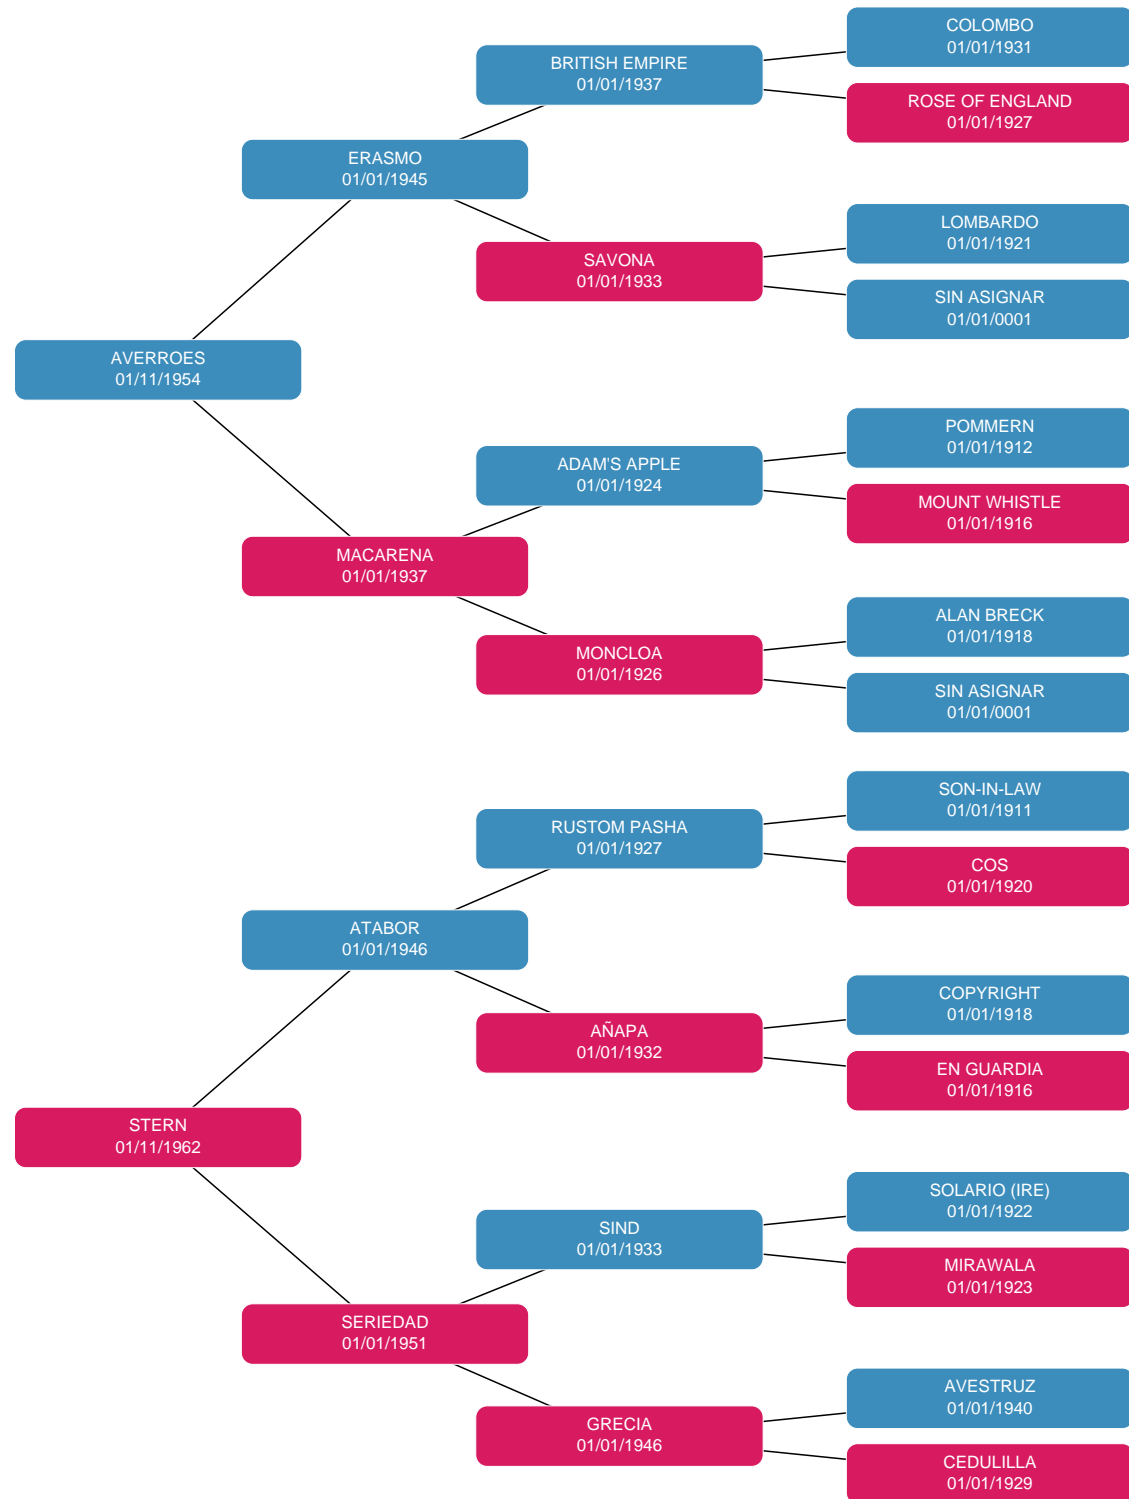 COLOMBO
01/01/1931
BRITISH EMPIRE
01/01/1937
ROSE OF ENGLAND
01/01/1927
ERASMO
01/01/1945
LOMBARDO
01/01/1921
SAVONA
01/01/1933
SIN ASIGNAR
01/01/0001
AVERROES
01/11/1954
POMMERN
01/01/1912
ADAM'S APPLE
01/01/1924
MOUNT WHISTLE
01/01/1916
MACARENA
01/01/1937
ALAN BRECK
01/01/1918
MONCLOA
01/01/1926
SIN ASIGNAR
01/01/0001
SON-IN-LAW
01/01/1911
RUSTOM PASHA
01/01/1927
COS
01/01/1920
ATABOR
01/01/1946
COPYRIGHT
01/01/1918
AÑAPA
01/01/1932
EN GUARDIA
01/01/1916
STERN
01/11/1962
SOLARIO (IRE)
01/01/1922
SIND
01/01/1933
MIRAWALA
01/01/1923
SERIEDAD
01/01/1951
AVESTRUZ
01/01/1940
GRECIA
01/01/1946
CEDULILLA
01/01/1929